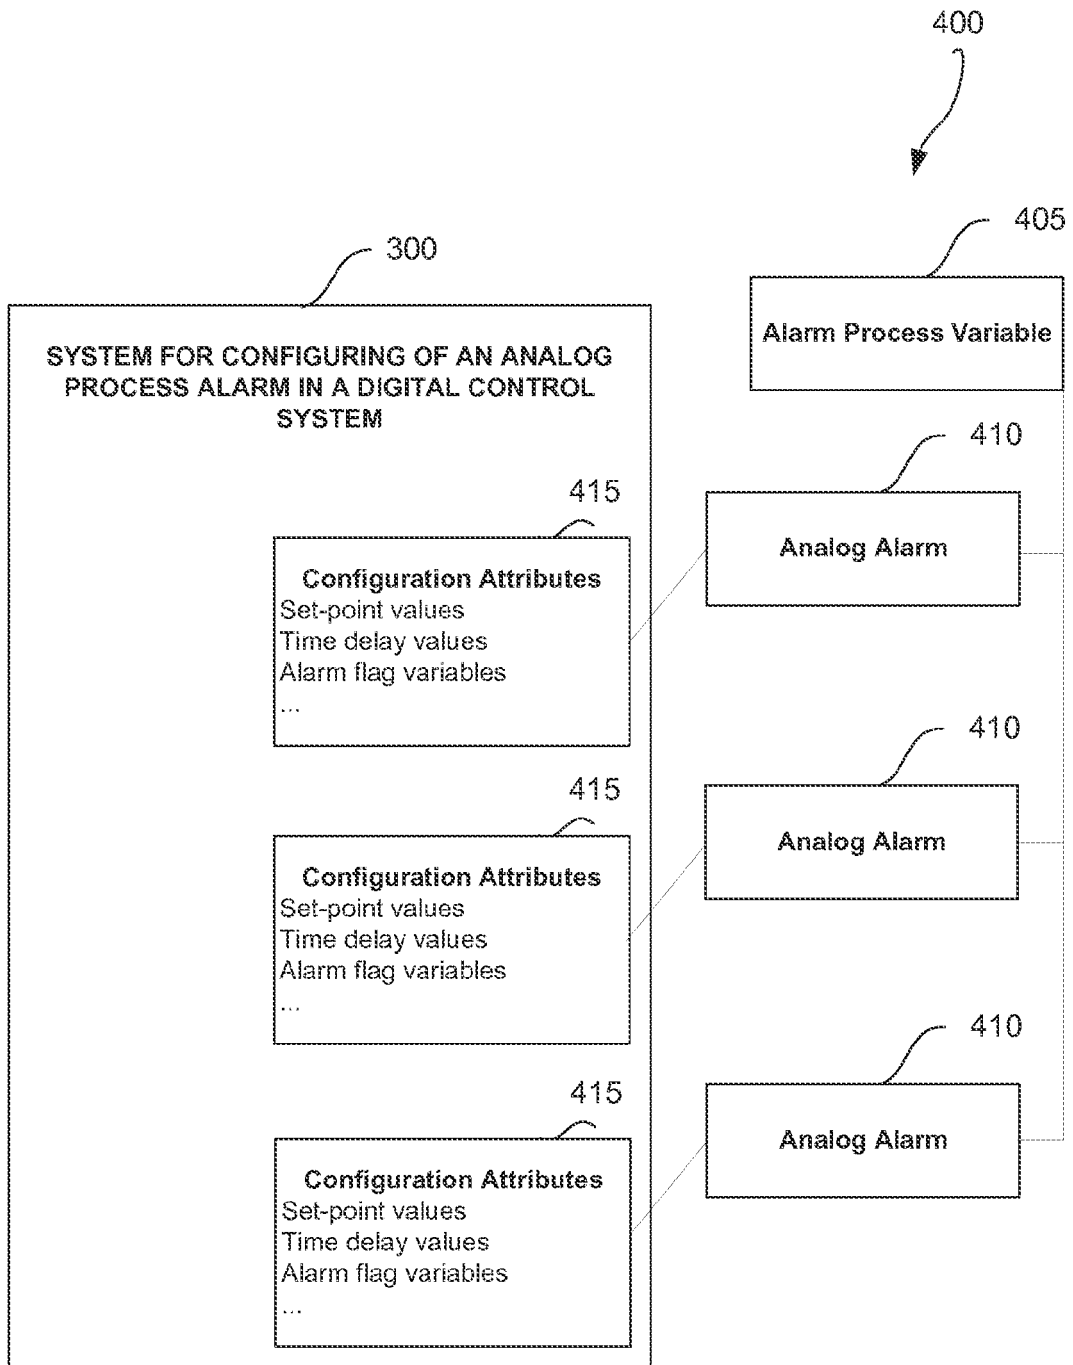 400
405
300
Alarm Process Variable
SYSTEM FOR CONFIGURING OF AN ANALOG
PROCESS ALARM IN A DIGITAL CONTROL
SYSTEM
410
Analog Alarm
415
Configuration Attributes
Set-point values
Time delay values
Alarm flag variables
...
410
Analog Alarm
415
Configuration Attributes
Set-point values
Time delay values
Alarm flag variables
...
410
Analog Alarm
415
Configuration Attributes
Set-point values
Time delay values
Alarm flag variables
...